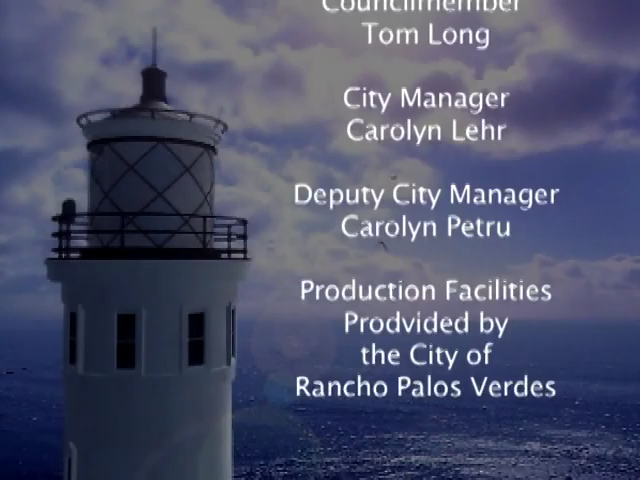 Councilmember
Tom Long
City Manager
Carolyn Lehr
Deputy City Manager
Carolyn Petru
Production Facilities
Prodvided by
the City of
Rancho Palos Verdes